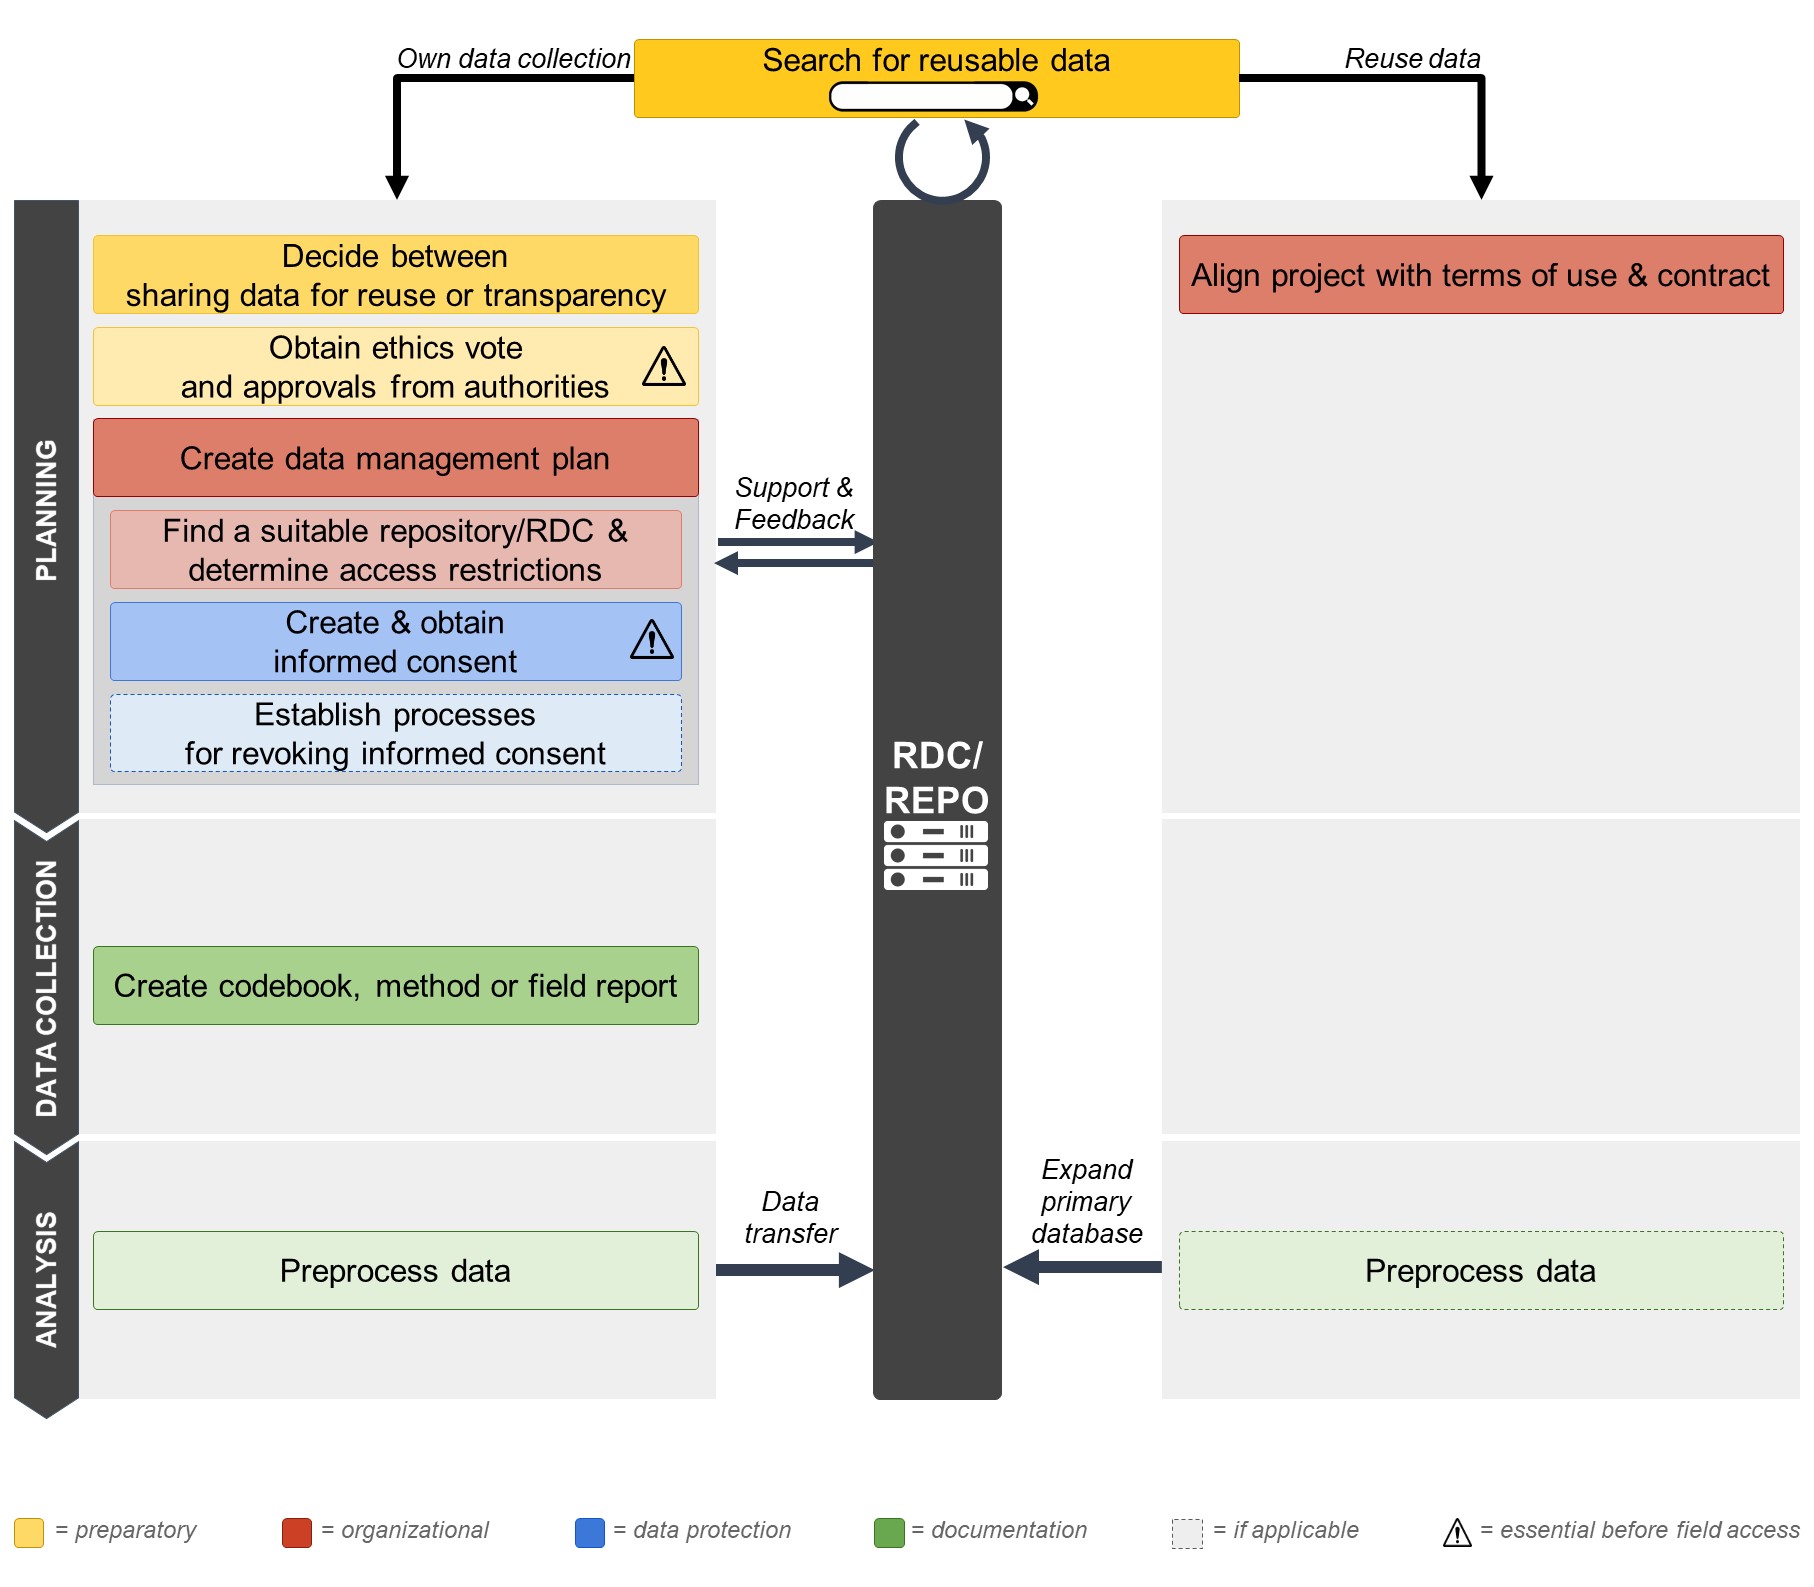 Own data collection
Search for reusable data
Reuse data
PLANNING
Decide between
sharing data for reuse or transparency
Obtain ethics vote
and approvals from authorities
Create data management plan
Find a suitable repository/RDC &
determine access restrictions
Create & obtain
informed consent
Establish processes
for revoking informed consent
Support &
Feedback
RDC/
REPO
Align project with terms of use & contract
DATA COLLECTION
Create codebook, method or field report
ANALYSIS
Preprocess data
Data
transfer
Expand
primary
database
Preprocess data
= preparatory
= organizational
= data protection
= documentation
= if applicable
= essential before field access